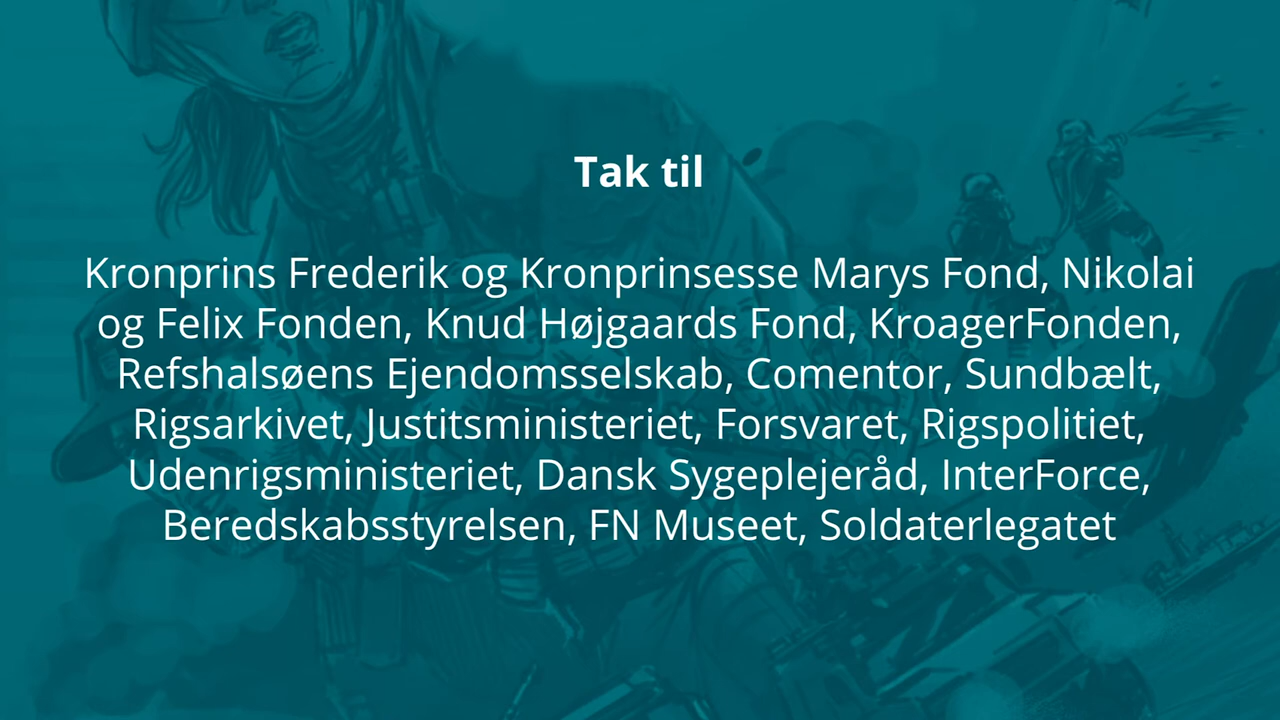 Tak til
Kronprins Frederik og Kronprinsesse Marys Fond, Nikolai
og Felix Fonden, Knud Højgaards Fond, KroagerFonden,
Refshalsøens Ejendomsselskab, Comentor, Sundbælt,
Rigsarkivet, Justitsministeriet, Forsvaret, Rigspolitiet,
Udenrigsministeriet, Dansk Sygeplejeråd, InterForce,
Beredskabsstyrelsen, FN Museet, Soldaterlegatet